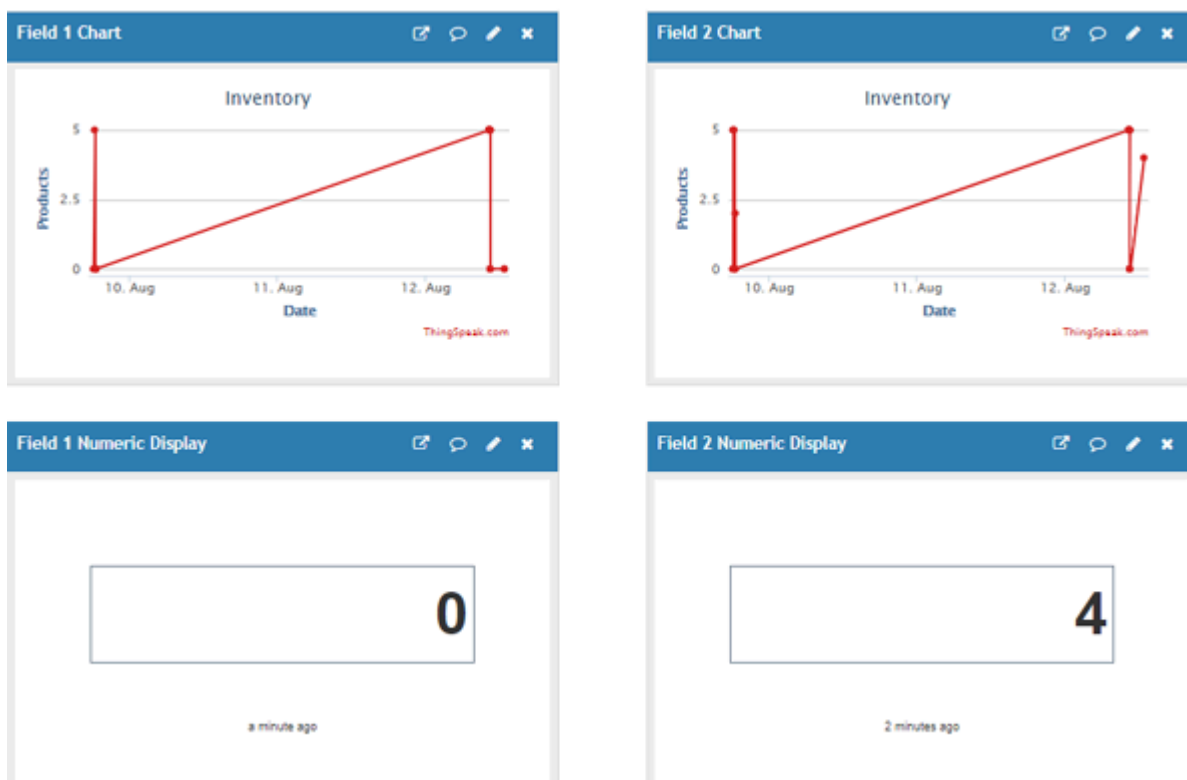 Field 1 Chart
Inventory
Products
5
2.5
0
10. Aug
11. Aug
12. Aug
Date
ThingSpeak.com
Field 2 Chart
Inventory
Products
5
2.5
0
10. Aug
11. Aug
12. Aug
Date
ThingSpeak.com
Field 1 Numeric Display
0
a minute ago
Field 2 Numeric Display
4
2 minutes ago